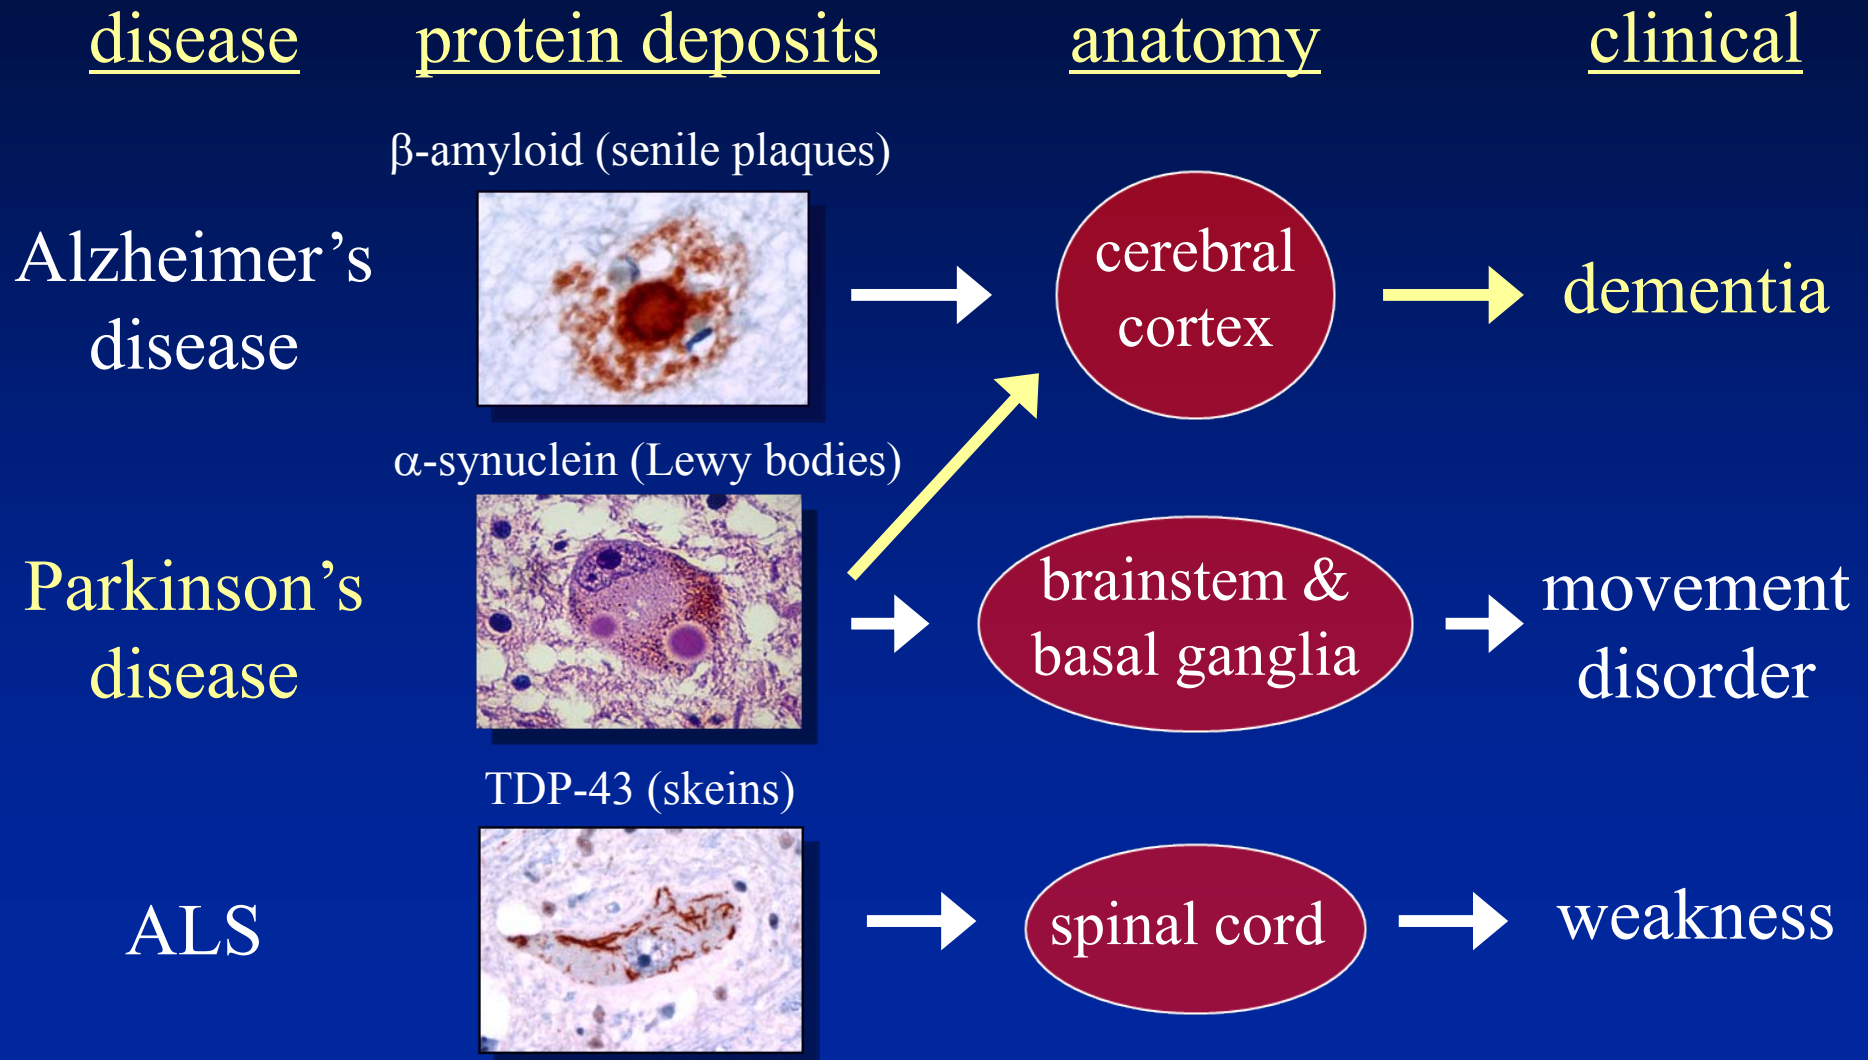 disease
protein deposits
anatomy
clinical
β-amyloid (senile plaques)
Alzheimer’s
disease
cerebral
cortex
dementia
α-synuclein (Lewy bodies)
Parkinson’s
disease
brainstem &
basal ganglia
movement
disorder
TDP-43 (skeins)
ALS
spinal cord
weakness